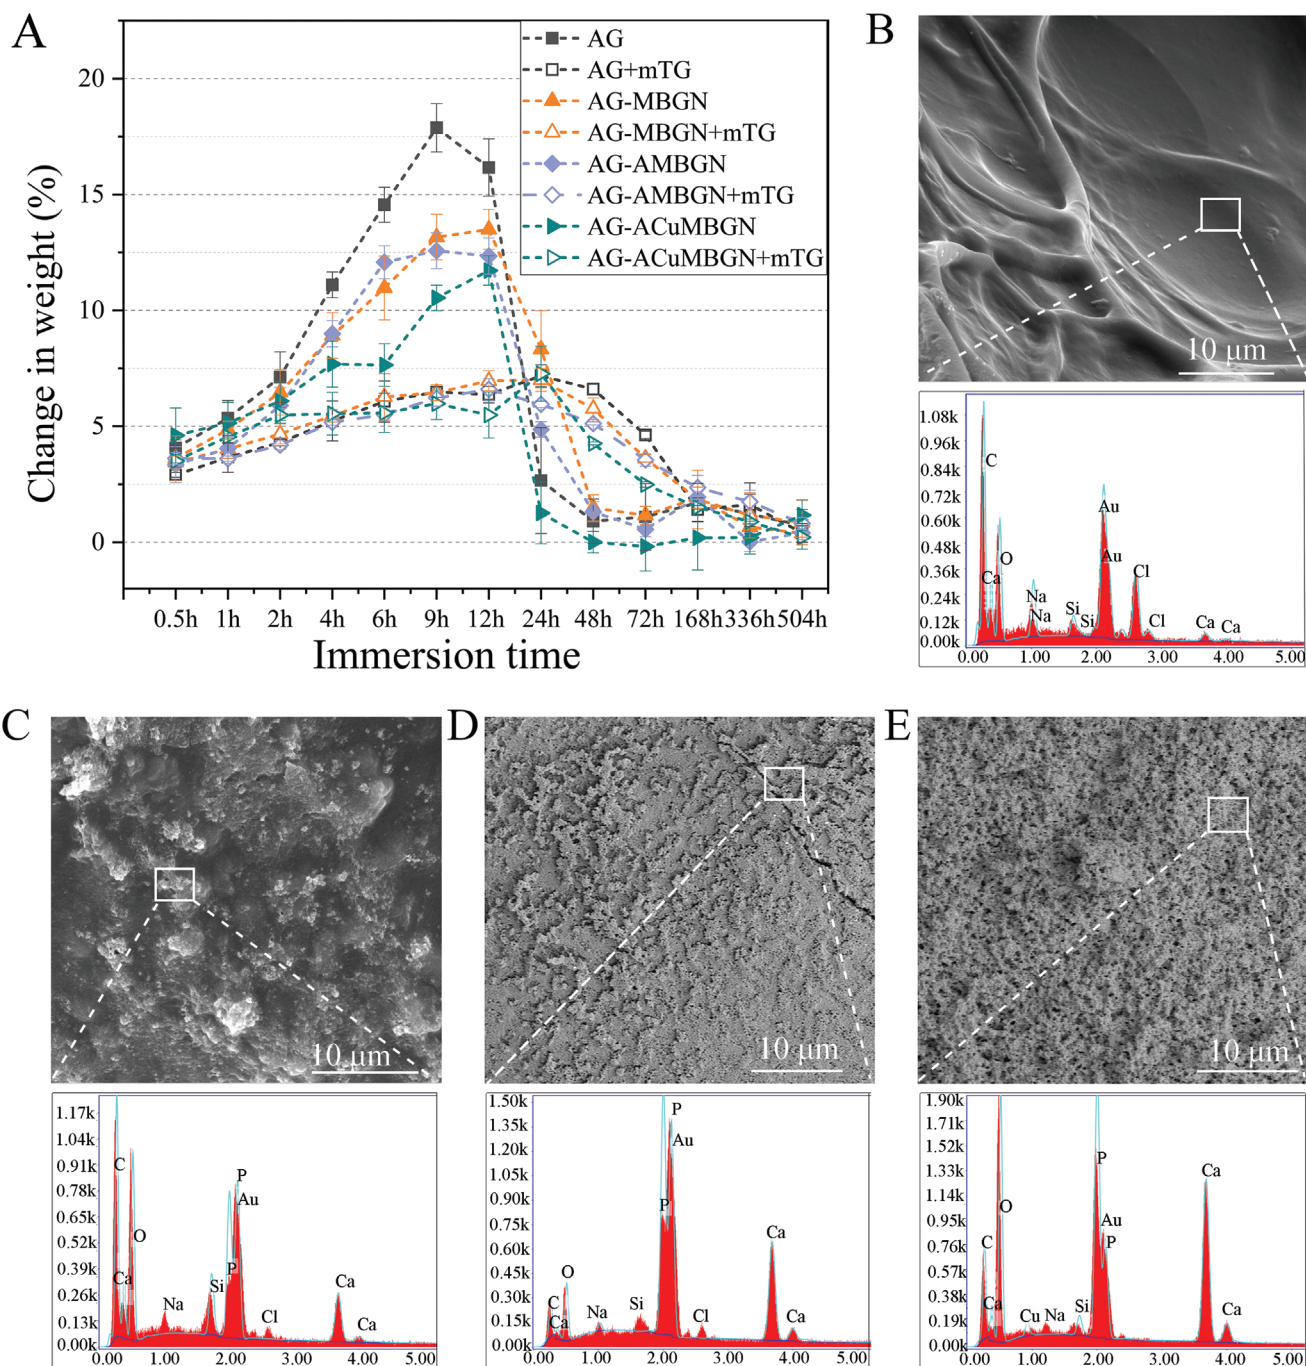 A
Change in weight (%)
20
15
10
5
0
0.5h 1h 2h 4h 6h 9h 12h 24h 48h 72h 168h 336h 504h
Immersion time
AG
AG+mTG
AG-MBGN
AG-MBGN+mTG
AG-AMBGN
AG-AMBGN+mTG
AG-ACuMBGN
AG-ACuMBGN+mTG
B
10 μm
1.08k
0.96k
0.84k
0.72k
0.60k
0.48k
0.36k
0.24k
0.12k
0.00k
C
Ca
O
Na
Na
Si
Si
Au
Au
Cl
Cl
Ca
Ca
0.00 1.00 2.00 3.00 4.00 5.00
C
10 μm
1.17k
1.04k
0.91k
0.78k
0.65k
0.52k
0.39k
0.26k
0.13k
0.00k
C
Ca
O
Na
Si
P
P
Au
Cl
Ca
Ca
0.00 1.00 2.00 3.00 4.00 5.00
D
10 μm
1.50k
1.35k
1.20k
1.05k
0.90k
0.75k
0.60k
0.45k
0.30k
0.15k
0.00k
C
Ca
O
Na
Si
P
P
Au
Cl
Ca
Ca
0.00 1.00 2.00 3.00 4.00 5.00
E
10 μm
1.90k
1.71k
1.52k
1.33k
1.14k
0.95k
0.76k
0.57k
0.38k
0.19k
0.00k
C
Ca
O
Cu
Na
Si
P
Au
P
Ca
Ca
0.00 1.00 2.00 3.00 4.00 5.00